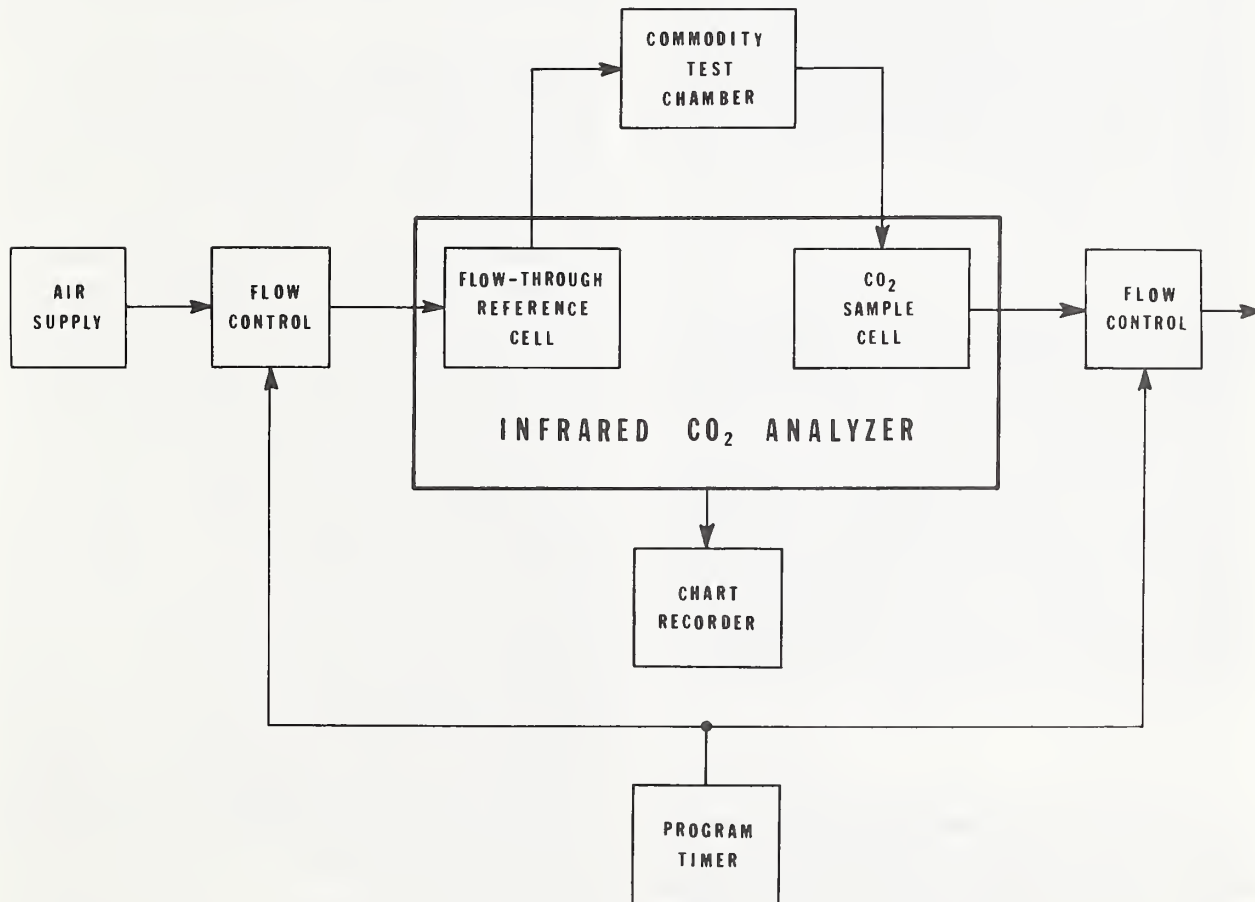 COMMODITY
TEST
CHAMBER
AIR
SUPPLY
FLOW
CONTROL
FLOW-THROUGH
REFERENCE
CELL
CO₂
SAMPLE
CELL
FLOW
CONTROL
INFRARED CO₂ ANALYZER
CHART
RECORDER
PROGRAM
TIMER